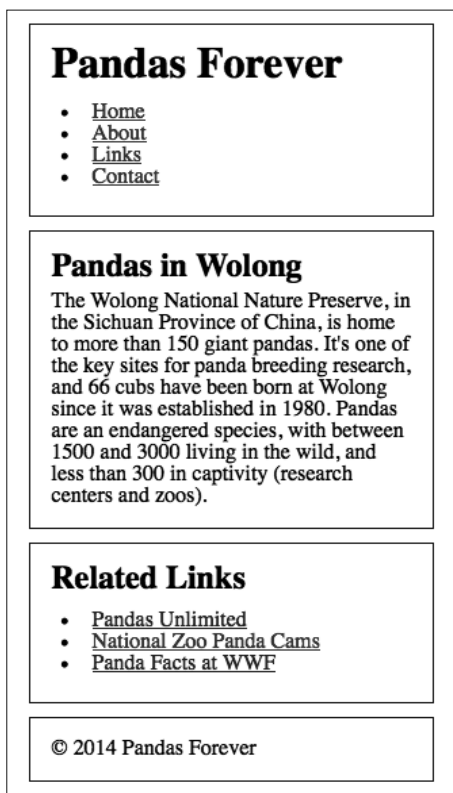 Pandas Forever
• Home
• About
• Links
• Contact
Pandas in Wolong
The Wolong National Nature Preserve, in
the Sichuan Province of China, is home
to more than 150 giant pandas. It's one of
the key sites for panda breeding research,
and 66 cubs have been born at Wolong
since it was established in 1980. Pandas
are an endangered species, with between
1500 and 3000 living in the wild, and
less than 300 in captivity (research
centers and zoos).
Related Links
• Pandas Unlimited
• National Zoo Panda Cams
• Panda Facts at WWF
© 2014 Pandas Forever